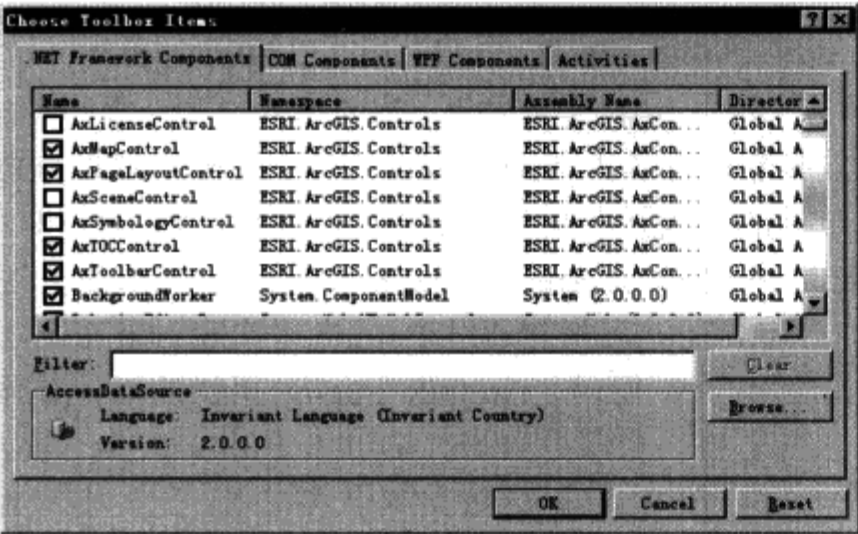 Choose Toolbox Items
.NET Framework Components COM Components WPF Components Activities
Name Namespace Assembly Name Director
AxLicenseControl ESRI.ArcGIS.Controls ESRI.ArcGIS.AxCon... Global A
AxMapControl ESRI.ArcGIS.Controls ESRI.ArcGIS.AxCon... Global A
AxPageLayoutControl ESRI.ArcGIS.Controls ESRI.ArcGIS.AxCon... Global A
AxSceneControl ESRI.ArcGIS.Controls ESRI.ArcGIS.AxCon... Global A
AxSymbologyControl ESRI.ArcGIS.Controls ESRI.ArcGIS.AxCon... Global A
AxTOCControl ESRI.ArcGIS.Controls ESRI.ArcGIS.AxCon... Global A
AxToolbarControl ESRI.ArcGIS.Controls ESRI.ArcGIS.AxCon... Global A
BackgroundWorker System.ComponentModel System (2.0.0.0) Global A
Filter: Clear
AccessDataSource
Language: Invariant Language (Invariant Country) Browse...
Version: 2.0.0.0
OK Cancel Reset